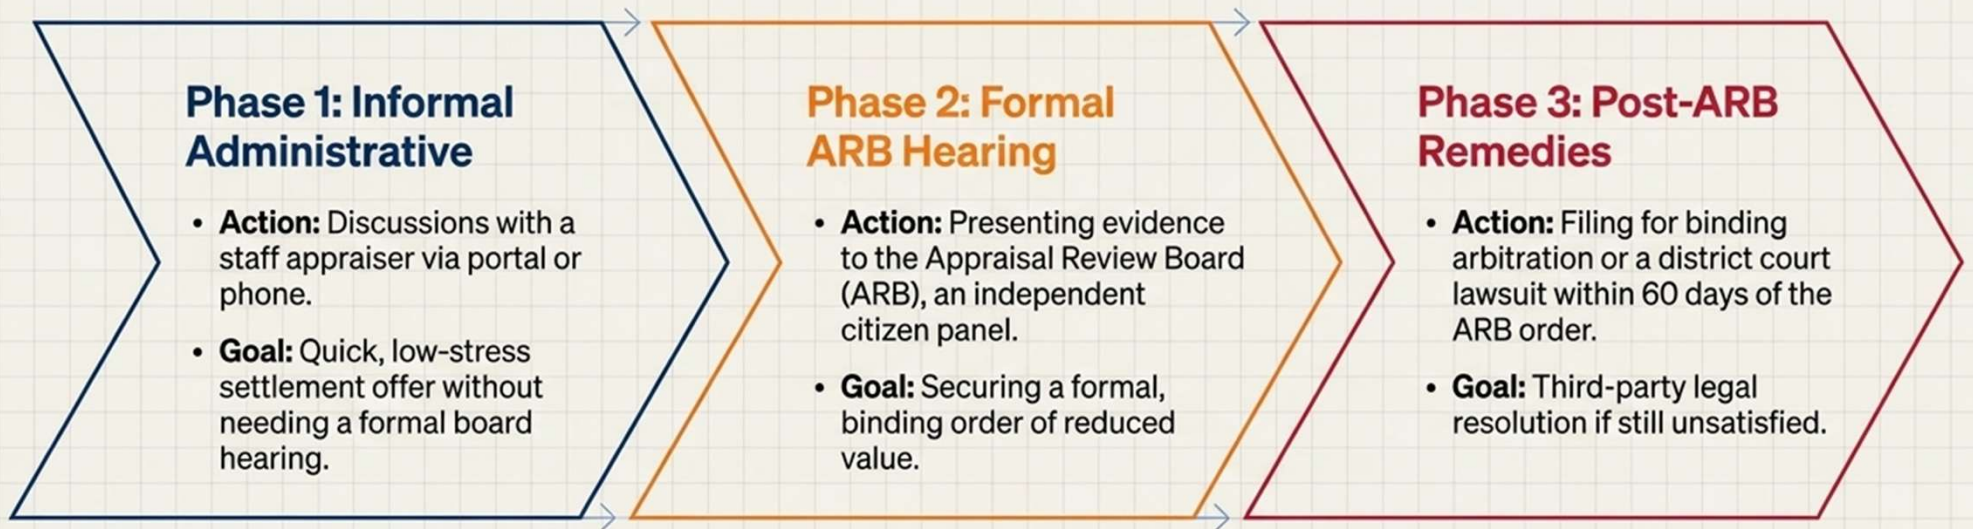 Phase 1: Informal
Administrative
• Action: Discussions with a
staff appraiser via portal or
phone.
• Goal: Quick, low-stress
settlement offer without
needing a formal board
hearing.
Phase 2: Formal
ARB Hearing
• Action: Presenting evidence
to the Appraisal Review Board
(ARB), an independent
citizen panel.
• Goal: Securing a formal,
binding order of reduced
value.
Phase 3: Post-ARB
Remedies
• Action: Filing for binding
arbitration or a district court
lawsuit within 60 days of the
ARB order.
• Goal: Third-party legal
resolution if still unsatisfied.